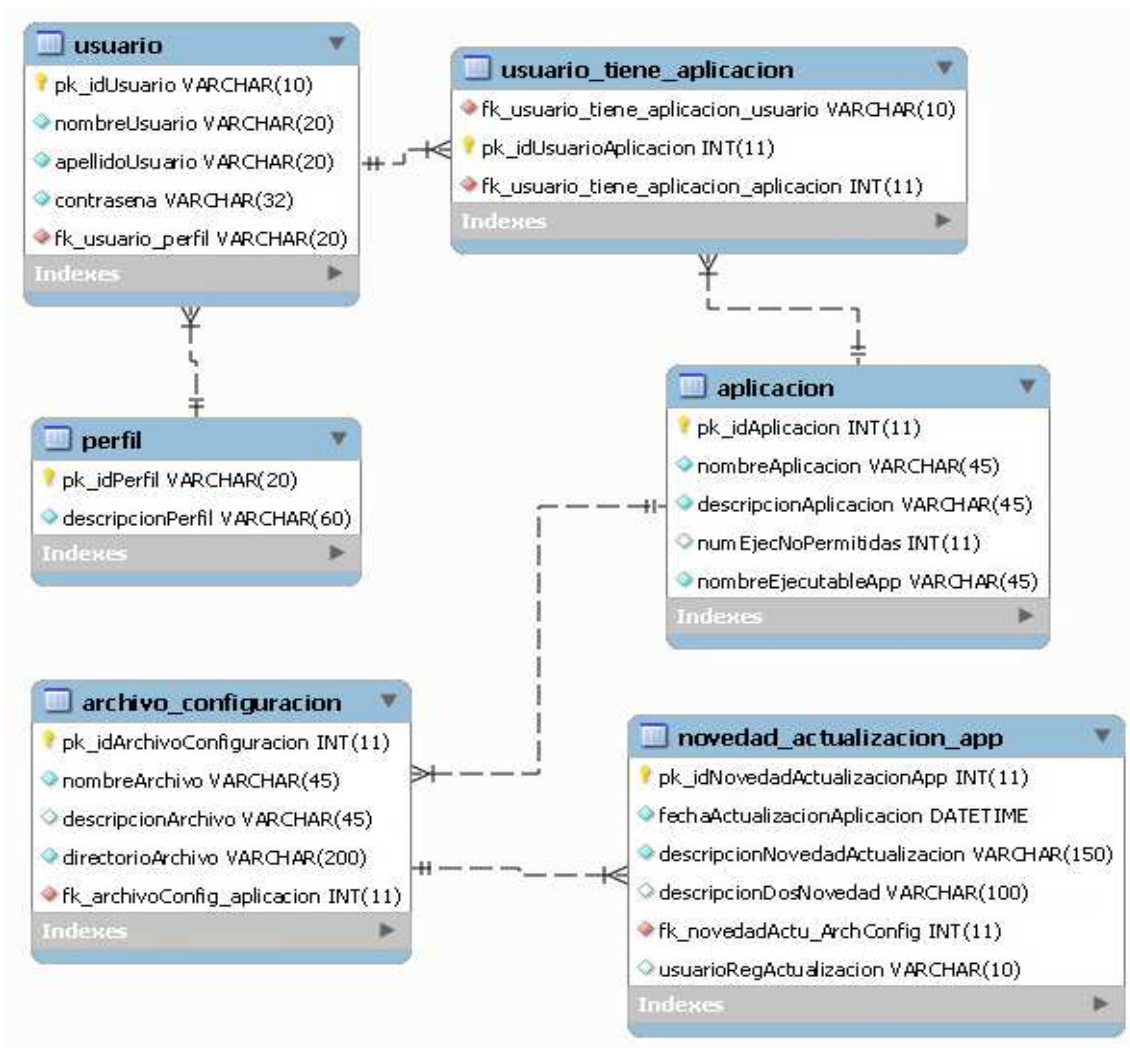 usuario
pk_idUsuario VARCHAR(10)
nombreUsuario VARCHAR(20)
apellidoUsuario VARCHAR(20)
contrasena VARCHAR(32)
fk_usuario_perfil VARCHAR(20)
Indexes
usuario_tiene_aplicacion
fk_usuario_tiene_aplicacion_usuario VARCHAR(10)
pk_idUsuarioAplicacion INT(11)
fk_usuario_tiene_aplicacion_aplicacion INT(11)
Indexes
perfil
pk_idPerfil VARCHAR(20)
descripcionPerfil VARCHAR(60)
Indexes
aplicacion
pk_idAplicacion INT(11)
nombreAplicacion VARCHAR(45)
descripcionAplicacion VARCHAR(45)
numEjecNoPermitidas INT(11)
nombreEjecutableApp VARCHAR(45)
Indexes
archivo_configuracion
pk_idArchivoConfiguracion INT(11)
nombreArchivo VARCHAR(45)
descripcionArchivo VARCHAR(45)
directorioArchivo VARCHAR(200)
fk_archivoConfig_aplicacion INT(11)
Indexes
novedad_actualizacion_app
pk_idNovedadActualizacionApp INT(11)
fechaActualizacionAplicacion DATETIME
descripcionNovedadActualizacion VARCHAR(150)
descripcionDosNovedad VARCHAR(100)
fk_novedadActu_ArchConfig INT(11)
usuarioRegActualizacion VARCHAR(10)
Indexes